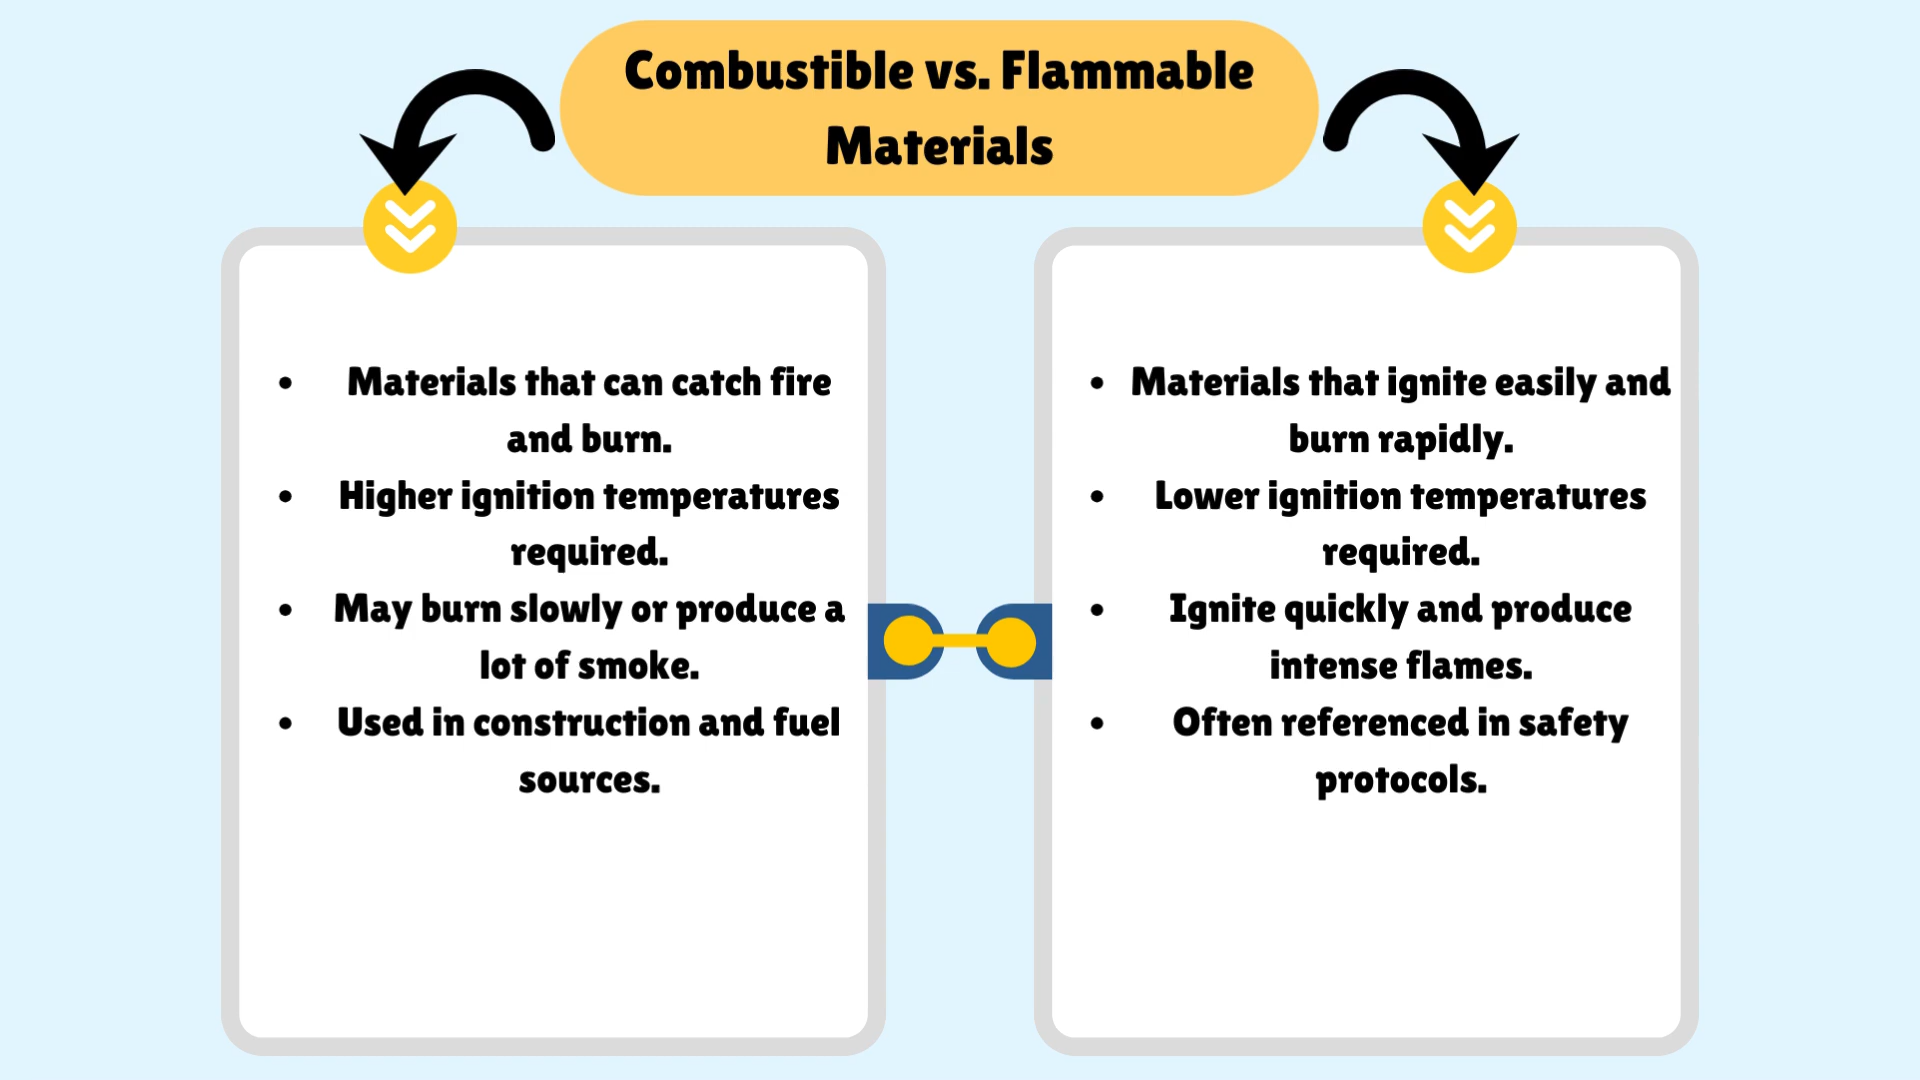 Combustible vs. Flammable
Materials
• Materials that can catch fire
and burn.
• Higher ignition temperatures
required.
• May burn slowly or produce a
lot of smoke.
• Used in construction and fuel
sources.
• Materials that ignite easily and
burn rapidly.
• Lower ignition temperatures
required.
• Ignite quickly and produce
intense flames.
• Often referenced in safety
protocols.